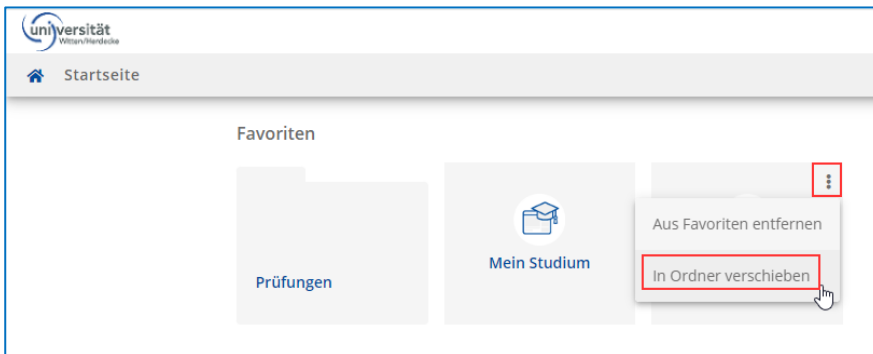 universität
Witten/Herdecke
Startseite
Favoriten
Aus Favoriten entfernen
Mein Studium
In Ordner verschieben
Prüfungen